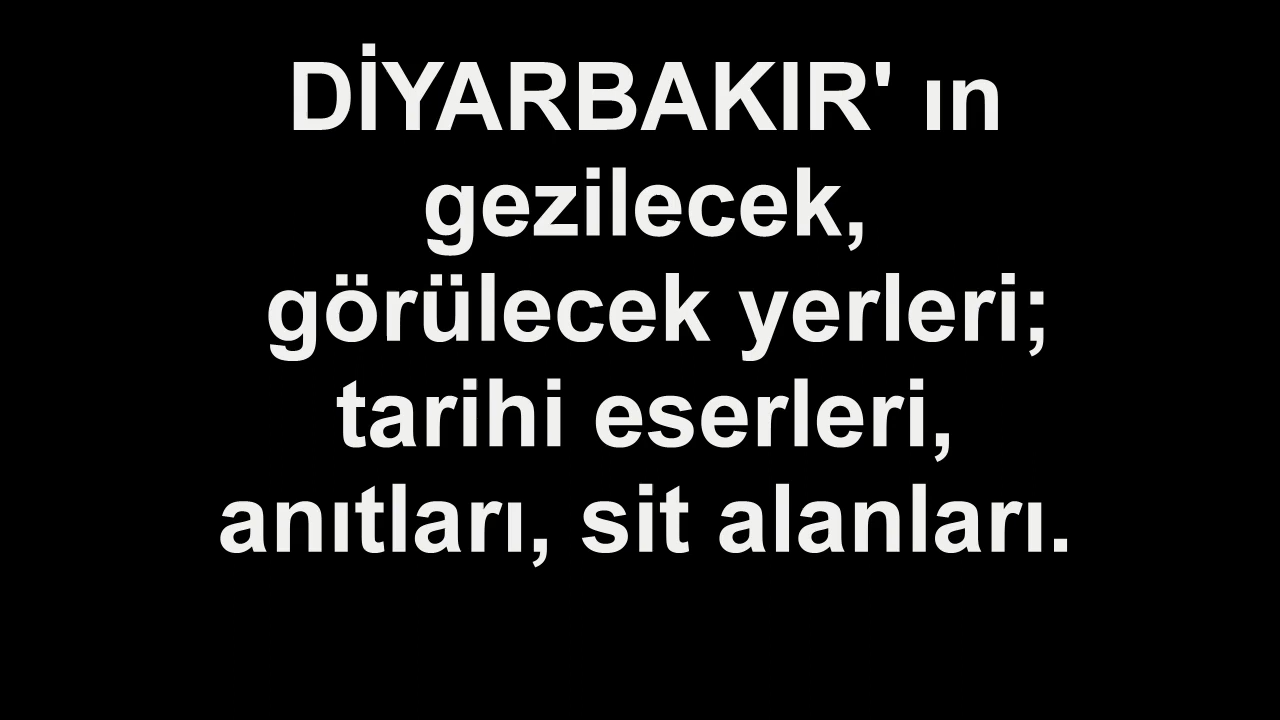 DİYARBAKIR' ın
gezilecek,
görülecek yerleri;
tarihi eserleri,
anıtları, sit alanları.